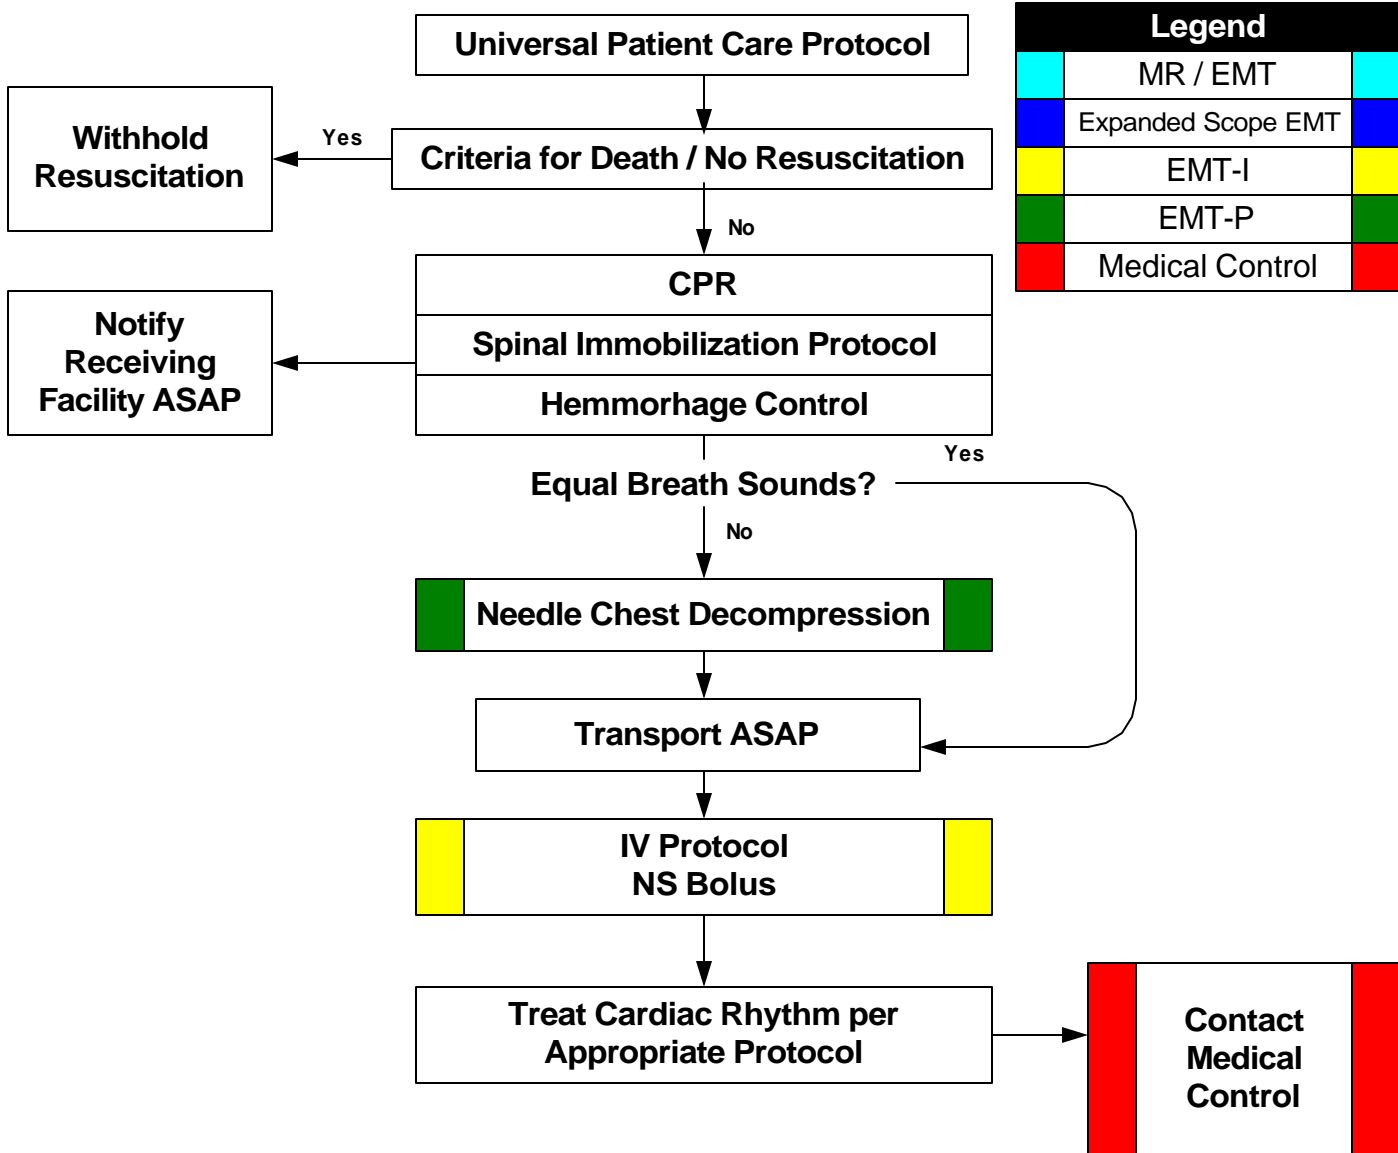 Universal Patient Care Protocol
Legend
MR / EMT
Expanded Scope EMT
EMT-I
EMT-P
Medical Control
Withhold
Resuscitation
Yes
Criteria for Death / No Resuscitation
No
CPR
Spinal Immobilization Protocol
Hemmorhage Control
Notify
Receiving
Facility ASAP
Yes
Equal Breath Sounds?
No
Needle Chest Decompression
Transport ASAP
IV Protocol
NS Bolus
Treat Cardiac Rhythm per
Appropriate Protocol
Contact
Medical
Control